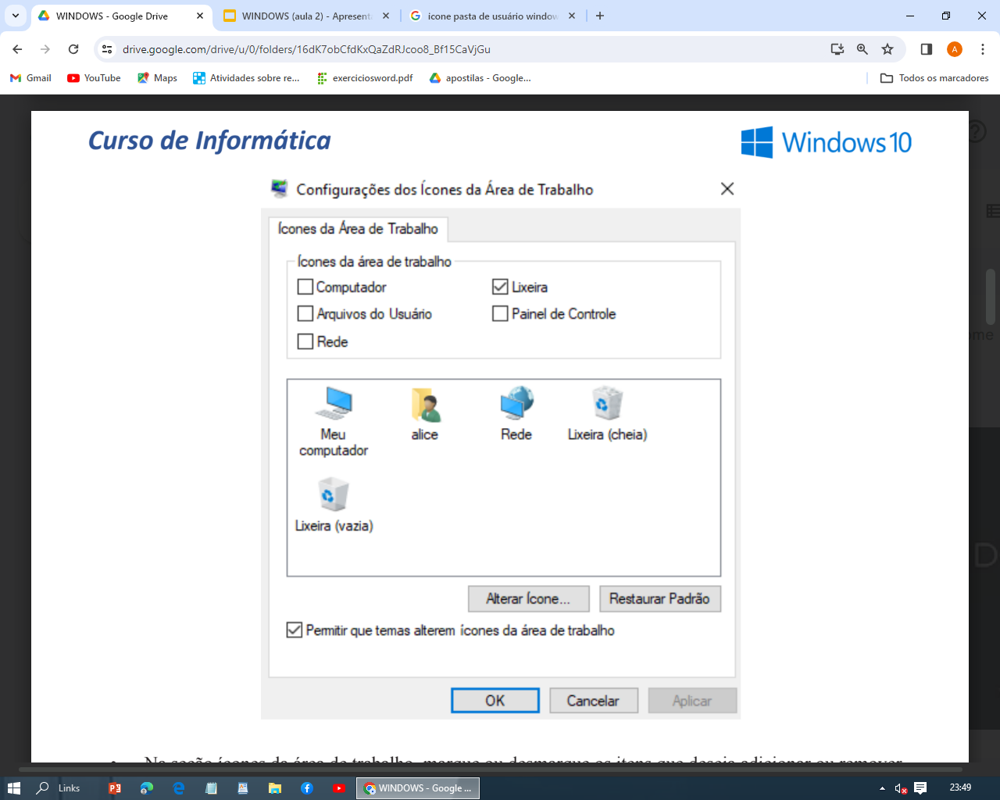 WINDOWS - Google Drive
WINDOWS (aula 2) - Apresent
icone pasta de usuário window
drive.google.com/drive/u/0/folders/16dK7obCfdKxQaZdRJcoo8_Bf15CaVjGu
A
Gmail
YouTube
Maps
Atividades sobre re...
exerciciosword.pdf
apostilas - Google...
Todos os marcadores
Curso de Informática
Windows 10
Configurações dos Ícones da Área de Trabalho
Ícones da Área de Trabalho
Ícones da área de trabalho
Computador
Lixeira
Arquivos do Usuário
Painel de Controle
Rede
Meu computador
alice
Rede
Lixeira (cheia)
Lixeira (vazia)
Alterar Ícone...
Restaurar Padrão
Permitir que temas alterem ícones da área de trabalho
OK
Cancelar
Aplicar
Na seção ícones da área de trabalho, marque ou desmarque os itens que deseja adicionar ou remover
Links
WINDOWS - Google ...
23:49